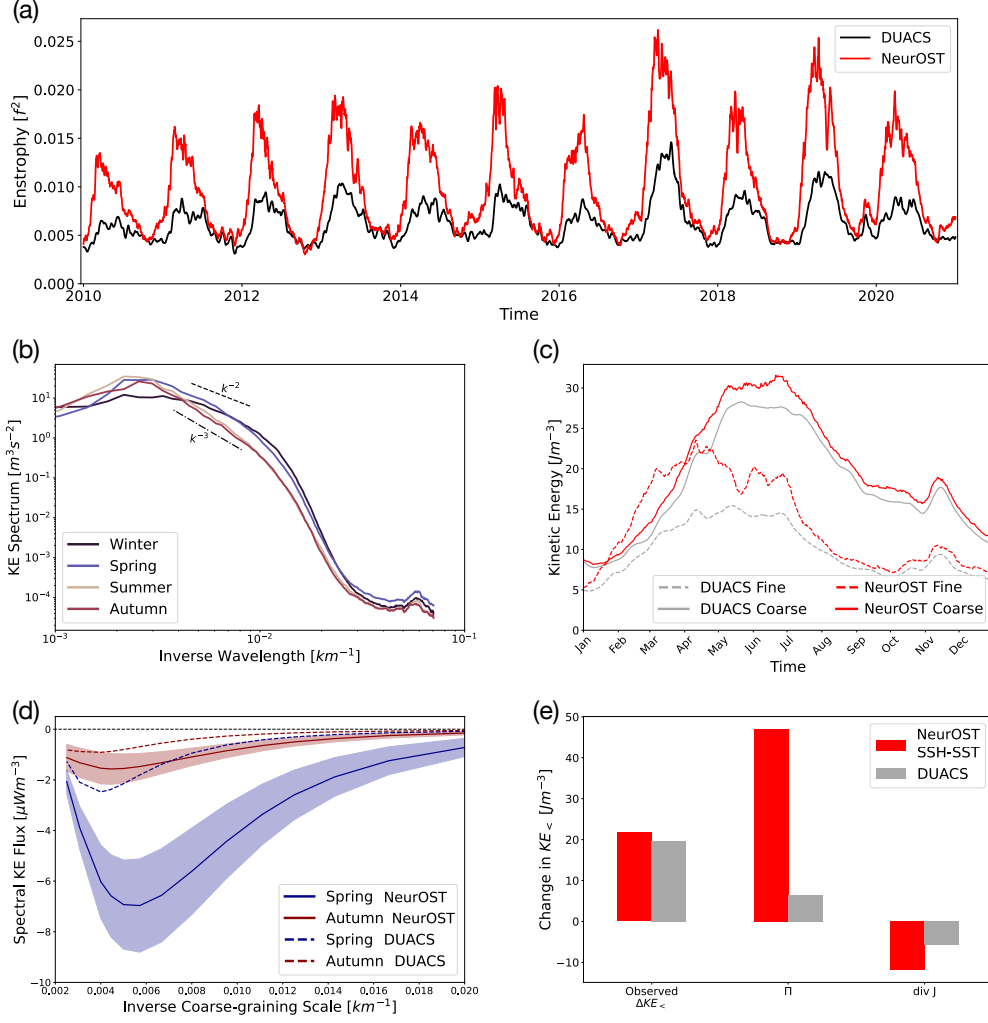 (a)
Enstrophy [f²]
0.025
0.020
0.015
0.010
0.005
0.000
DUACS
NeurOST
2010
2012
2014
2016
2018
2020
Time
(b)
KE Spectrum [m³s⁻²]
10¹
10⁰
10⁻¹
10⁻²
10⁻³
10⁻⁴
k⁻²
k⁻³
Winter
Spring
Summer
Autumn
10⁻³
10⁻²
10⁻¹
Inverse Wavelength [km⁻¹]
(c)
Kinetic Energy [Jm⁻³]
30
25
20
15
10
5
0
DUACS Fine
DUACS Coarse
NeurOST Fine
NeurOST Coarse
Jan
Feb
Mar
Apr
May
Jun
Jul
Aug
Sep
Oct
Nov
Dec
Time
(d)
Spectral KE Flux [μWm⁻³]
0
−2
−4
−6
−8
−10
Spring NeurOST
Autumn NeurOST
Spring DUACS
Autumn DUACS
0.002
0.004
0.006
0.008
0.010
0.012
0.014
0.016
0.018
0.020
Inverse Coarse-graining Scale [km⁻¹]
(e)
Change in KE< [Jm⁻³]
50
40
30
20
10
0
−10
NeurOST
SSH-SST
DUACS
Observed
ΔKE<
Π
div J